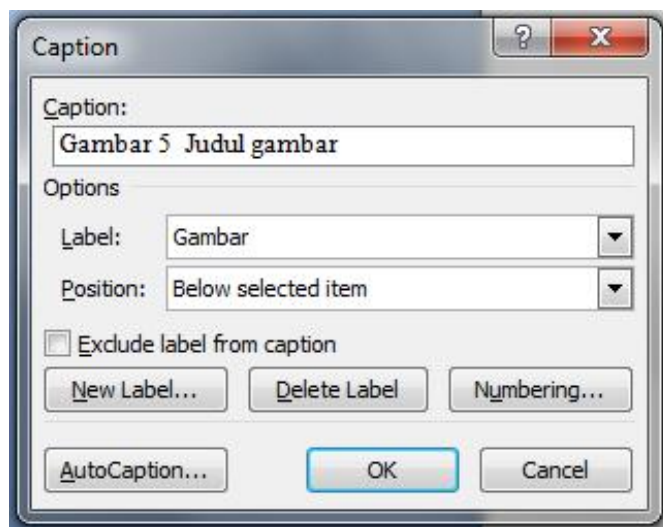 Caption
Caption:
Gambar 5 Judul gambar
Options
Label: Gambar
Position: Below selected item
Exclude label from caption
New Label... Delete Label Numbering...
AutoCaption... OK Cancel